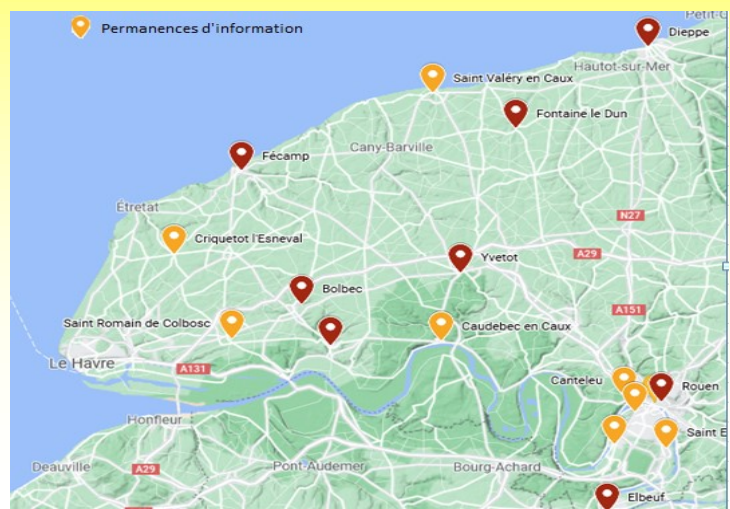 Permanences d'information
Petit-C
Dieppe
Hautot-sur-Mer
Saint Valéry en Caux
Fontaine le Dun
Cany-Barville
Fécamp
Étretat
N27
Criquetot l'Esneval
A29
Yvetot
Bolbec
A151
Saint Romain de Colbosc
Caudebec en Caux
Le Havre
A131
Canteleu
Rouen
Honfleur
Saint E
Deauville
A29
Pont-Audemer
Bourg-Achard
Elbeuf